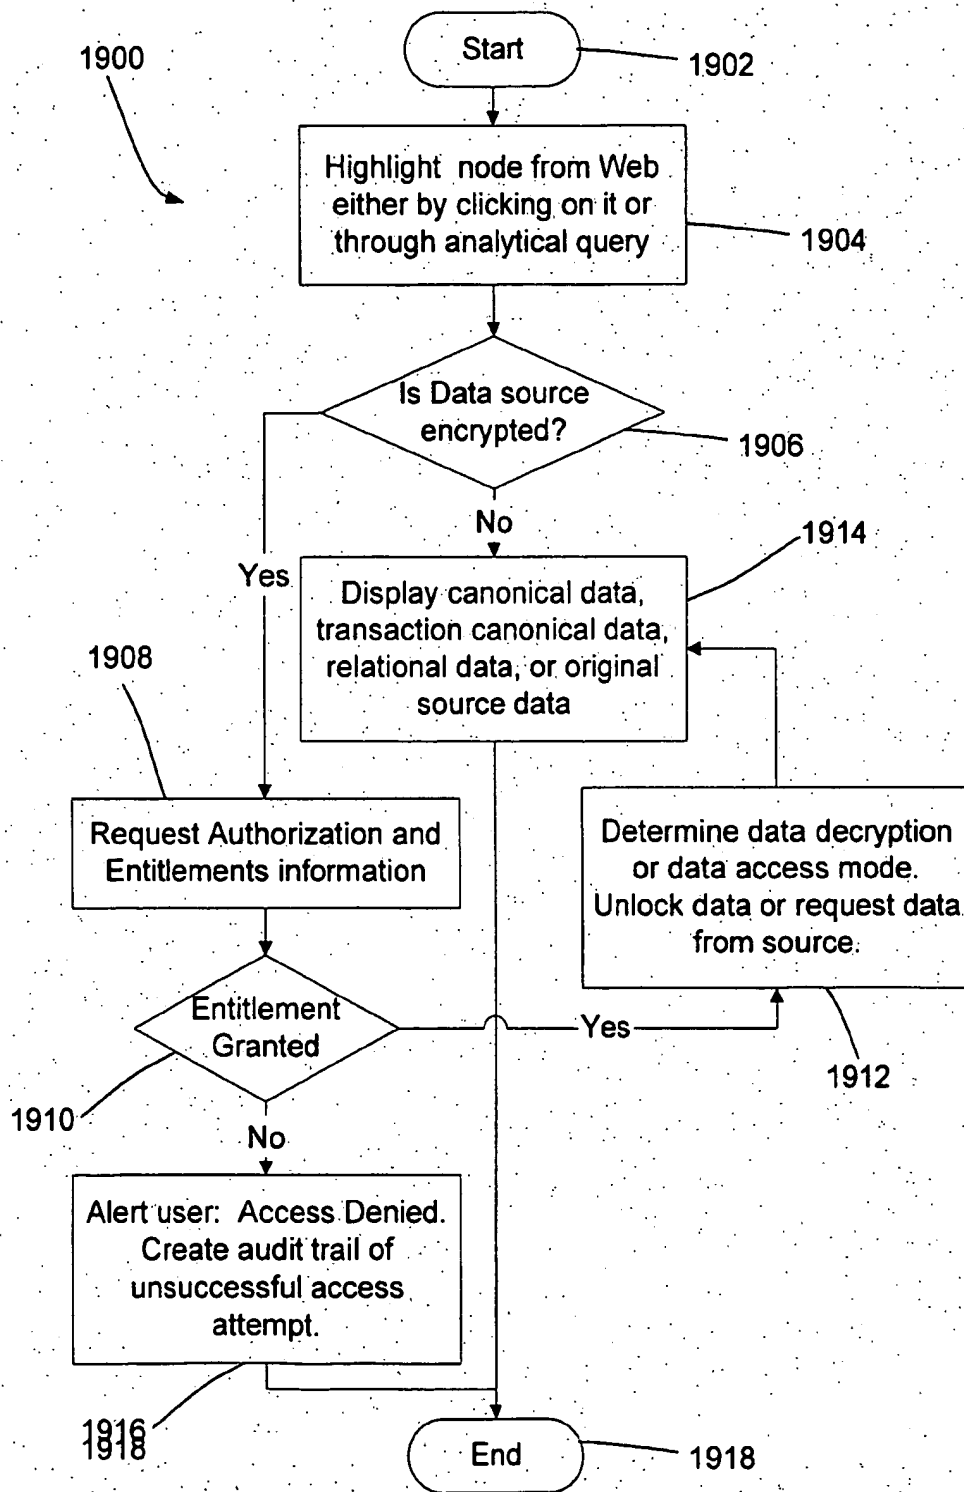 Start
1902
1900
Highlight node from Web
either by clicking on it or
through analytical query
1904
Is Data source
encrypted?
1906
No
1914
Yes
Display canonical data,
transaction canonical data,
relational data, or original
source data
1908
Request Authorization and
Entitlements information
Determine data decryption
or data access mode.
Unlock data or request data
from source.
Entitlement
Granted
Yes
1912
1910
No
Alert user: Access Denied.
Create audit trail of
unsuccessful access
attempt.
1916
1918
End
1918